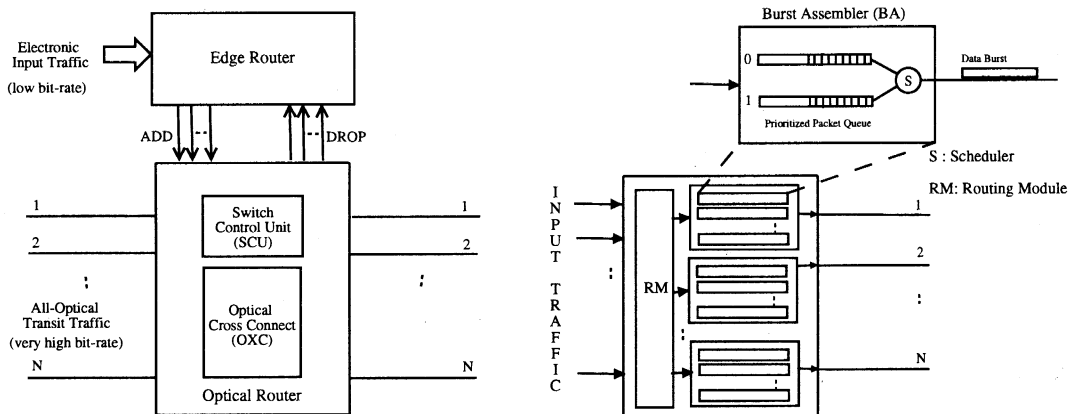 Electronic
Input Traffic
(low bit-rate)
Edge Router
ADD
DROP
1
2
N
All-Optical
Transit Traffic
(very high bit-rate)
Switch
Control Unit
(SCU)
Optical
Cross Connect
(OXC)
Optical Router
1
2
N
Burst Assembler (BA)
0
1
S
Prioritized Packet Queue
Data Burst
S : Scheduler
RM: Routing Module
INPUT TRAFFIC
RM
1
2
N